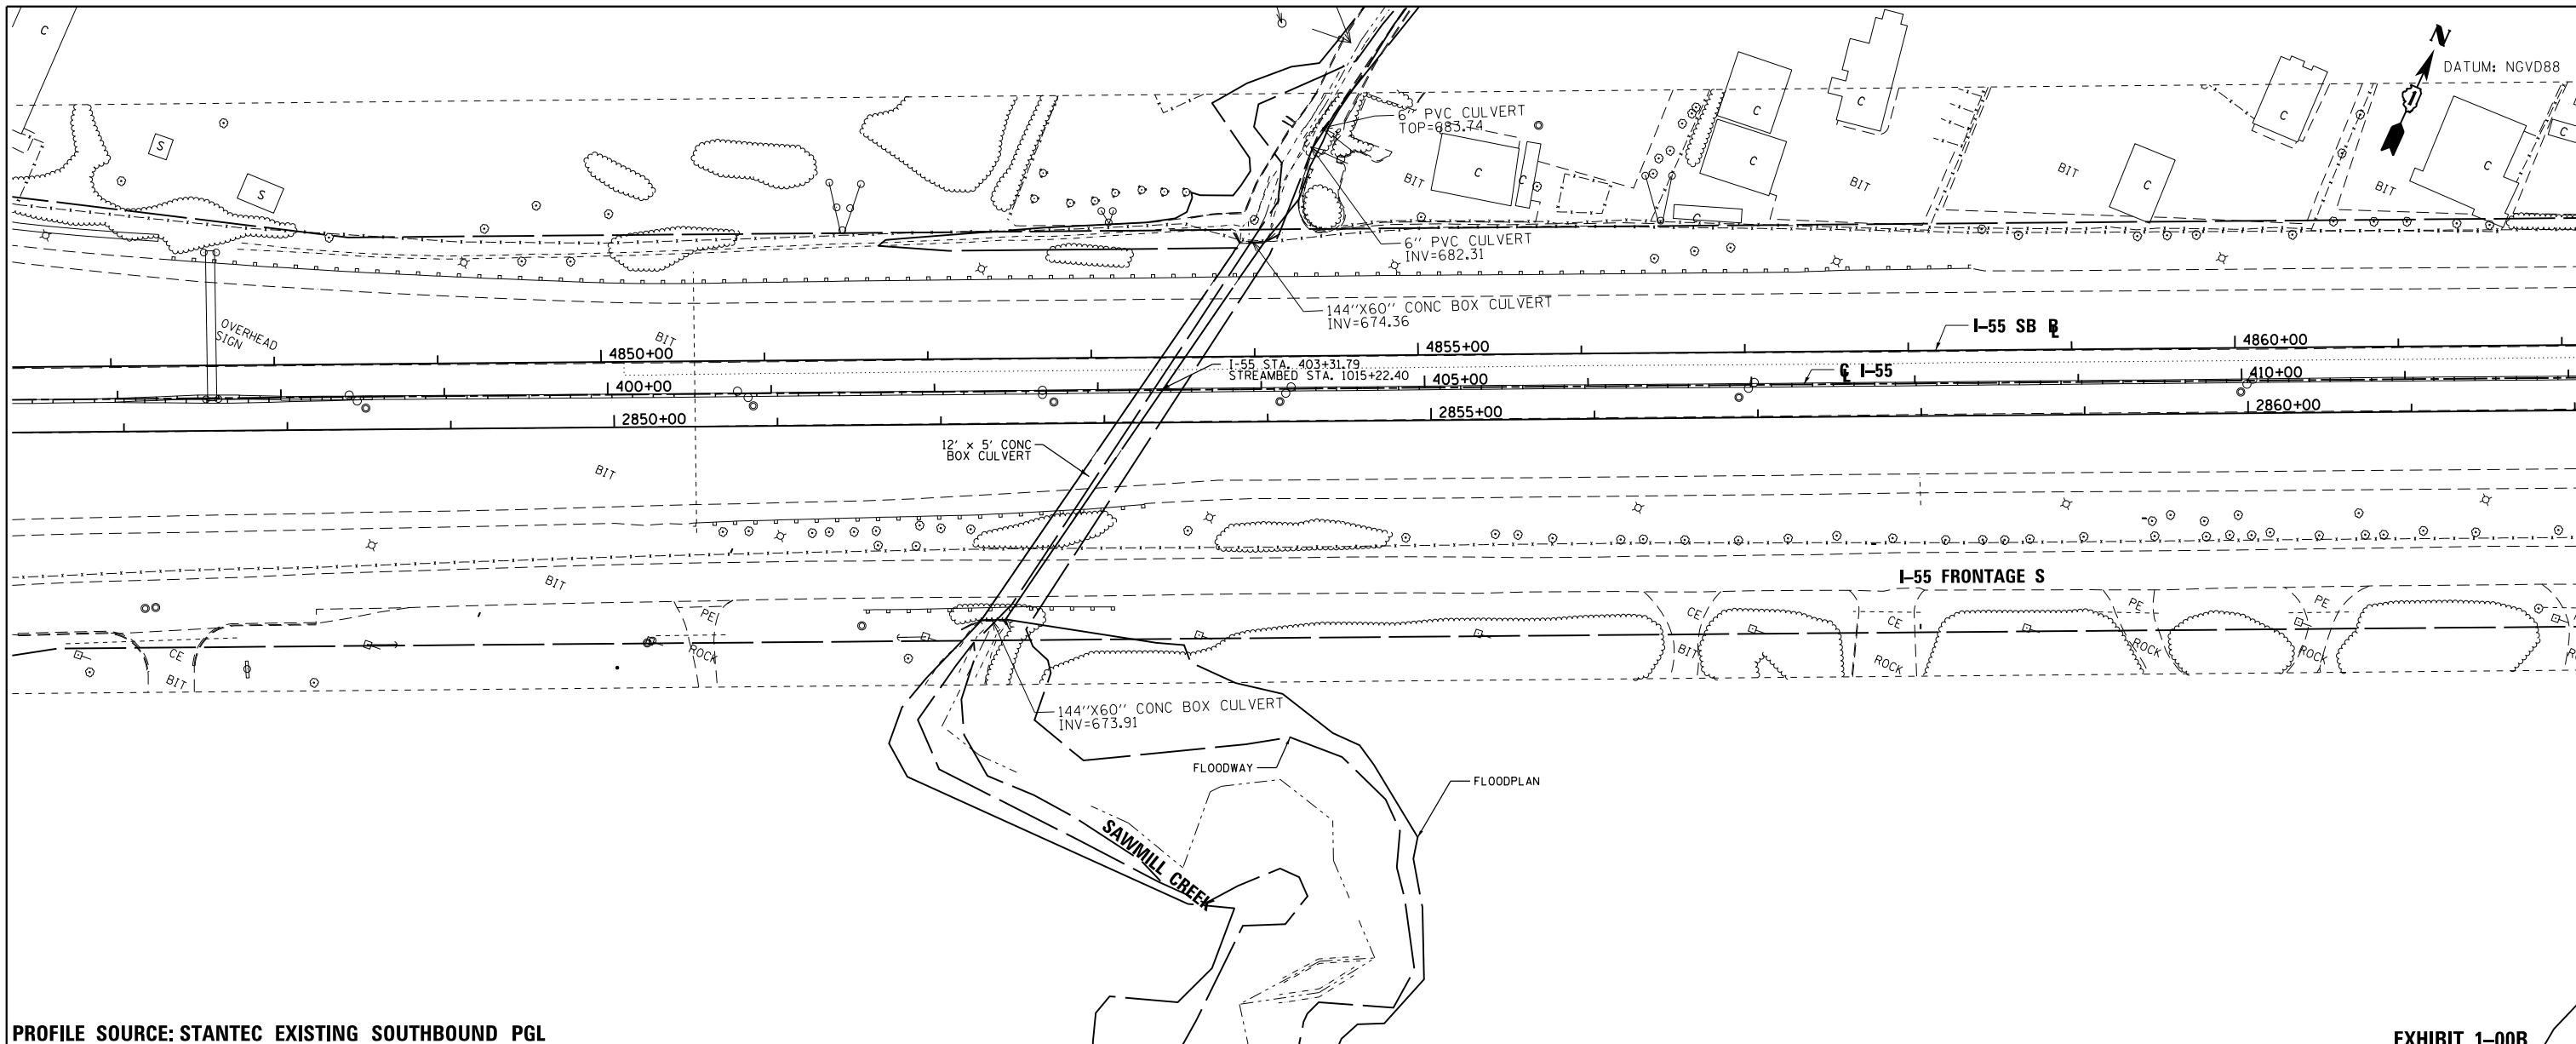 C
N
DATUM: NGVD88
6" PVC CULVERT
TOP=683.74
C
C
C
C
C
C
C
C
C
C
S
S
BIT
BIT
BIT
BIT
6" PVC CULVERT
INV=682.31
144"X60" CONC BOX CULVERT
INV=674.36
OVERHEAD
SIGN
BIT
I-55 SB B
4850+00
4855+00
4860+00
I-55 STA. 403+31.79
STREAMBED STA. 1015+22.40
400+00
405+00
C I-55
410+00
2850+00
2855+00
2860+00
12' x 5' CONC
BOX CULVERT
BIT
BIT
I-55 FRONTAGE S
PE
ROCK
CE
BIT
CE
BIT
CE
ROCK
PE
ROCK
PE
ROCK
144"X60" CONC BOX CULVERT
INV=673.91
FLOODWAY
FLOODPLAN
SAWMILL CREEK
PROFILE SOURCE: STANTEC EXISTING SOUTHBOUND PGL
EXHIBIT 1-00B